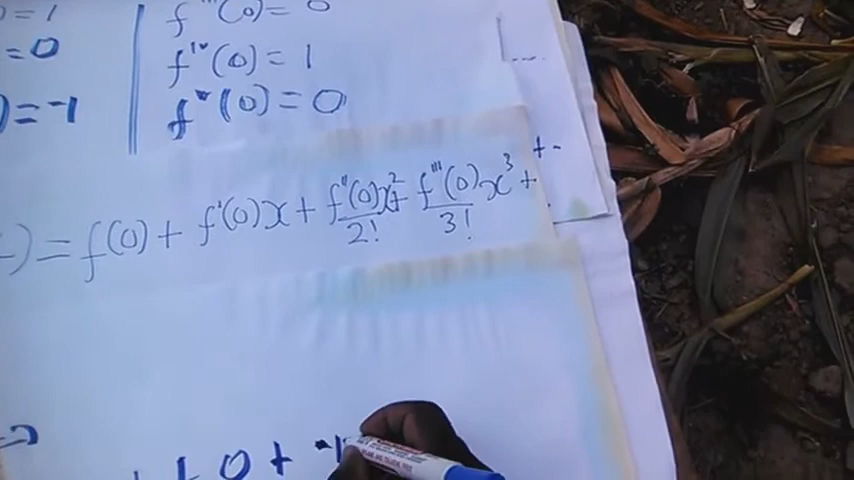 = 1
f'''(0) = 0
= 0
f^iv(0) = 1
) = -1
f^v(0) = 0
) = f(0) + f'(0)x + f''(0)x²/2! + f'''(0)x³/3! + + ..
+ 0 + -1